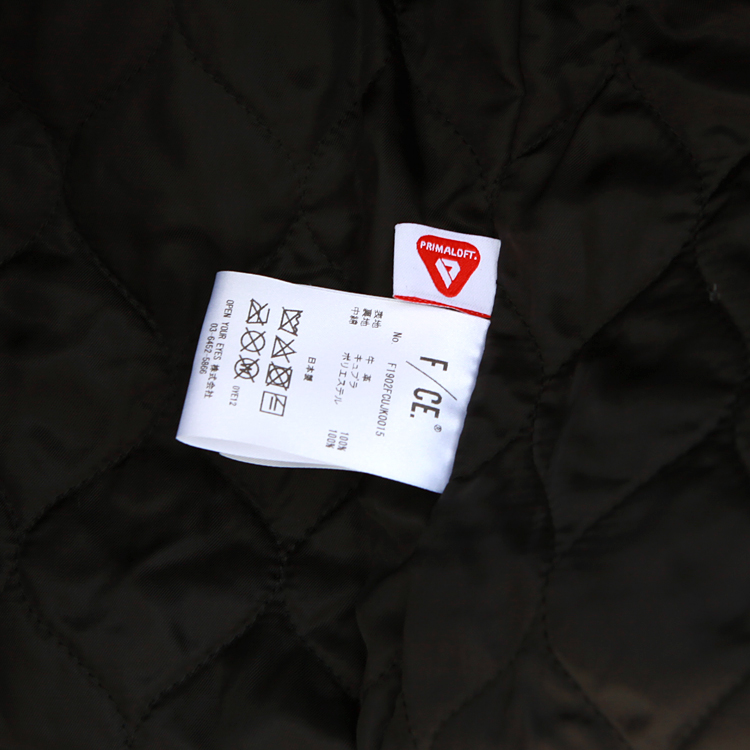 PRIMALOFT.
F/CE.®
No. F1902FCUJK0015
表地 牛革
裏地 キュプラ 100%
中綿 ポリエステル 100%
日本製
OYE12
OPEN YOUR EYES 株式会社
03-6452-5866